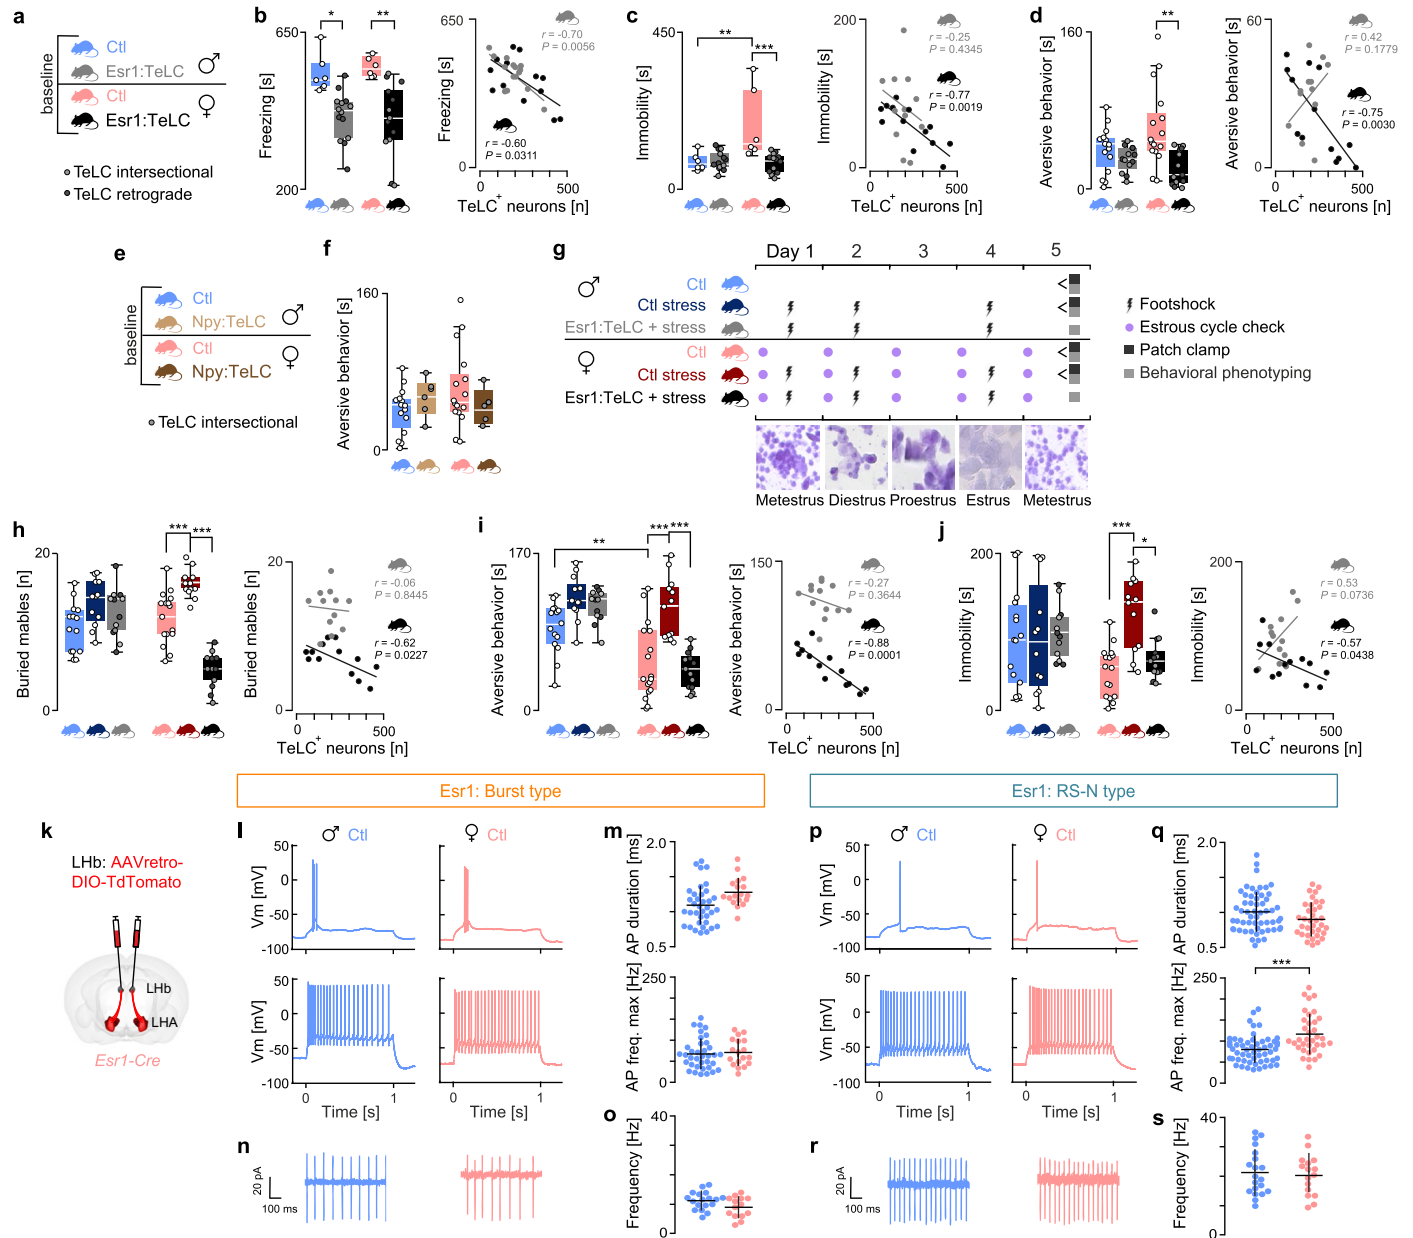 a
baseline
Ctl
Esr1:TeLC
♂
Ctl
Esr1:TeLC
♀
TeLC intersectional
TeLC retrograde
b
Freezing [s]
650
200
*
**
Freezing [s]
650
0
r = -0.70
P = 0.0056
r = -0.60
P = 0.0311
0
500
TeLC+ neurons [n]
c
Immobility [s]
450
0
**
***
Immobility [s]
200
0
r = -0.25
P = 0.4345
r = -0.77
P = 0.0019
0
500
TeLC+ neurons [n]
d
Aversive behavior [s]
160
0
**
Aversive behavior [s]
60
0
r = 0.42
P = 0.1779
r = -0.75
P = 0.0030
0
500
TeLC+ neurons [n]
e
baseline
Ctl
Npy:TeLC
♂
Ctl
Npy:TeLC
♀
TeLC intersectional
f
Aversive behavior [s]
160
0
g
Day 1 2 3 4 5
♂
Ctl
Ctl stress
Esr1:TeLC + stress
♀
Ctl
Ctl stress
Esr1:TeLC + stress
Footshock
Estrous cycle check
Patch clamp
Behavioral phenotyping
Metestrus Diestrus Proestrus Estrus Metestrus
h
Buried mables [n]
20
0
***
***
Buried mables [n]
20
0
r = -0.06
P = 0.8445
r = -0.62
P = 0.0227
0
500
TeLC+ neurons [n]
i
Aversive behavior [s]
170
0
**
***
***
Aversive behavior [s]
150
0
r = -0.27
P = 0.3644
r = -0.88
P = 0.0001
0
500
TeLC+ neurons [n]
j
Immobility [s]
200
0
***
*
Immobility [s]
200
0
r = 0.53
P = 0.0736
r = -0.57
P = 0.0438
0
500
TeLC+ neurons [n]
Esr1: Burst type
Esr1: RS-N type
k
LHb: AAVretro-
DIO-TdTomato
LHb
LHA
Esr1-Cre
l
♂ Ctl
♀ Ctl
Vm [mV]
50
0
-50
-100
Vm [mV]
50
0
-50
-100
0
1
0
1
Time [s]
Time [s]
m
AP duration [ms]
2.0
0.5
AP freq. max [Hz]
250
0
n
20 pA
100 ms
o
Frequency [Hz]
40
0
p
♂ Ctl
♀ Ctl
Vm [mV]
50
0
-50
-100
Vm [mV]
50
0
-50
-100
0
1
0
1
Time [s]
Time [s]
q
AP duration [ms]
2.0
0.5
AP freq. max [Hz]
250
0
***
r
20 pA
100 ms
s
Frequency [Hz]
40
0